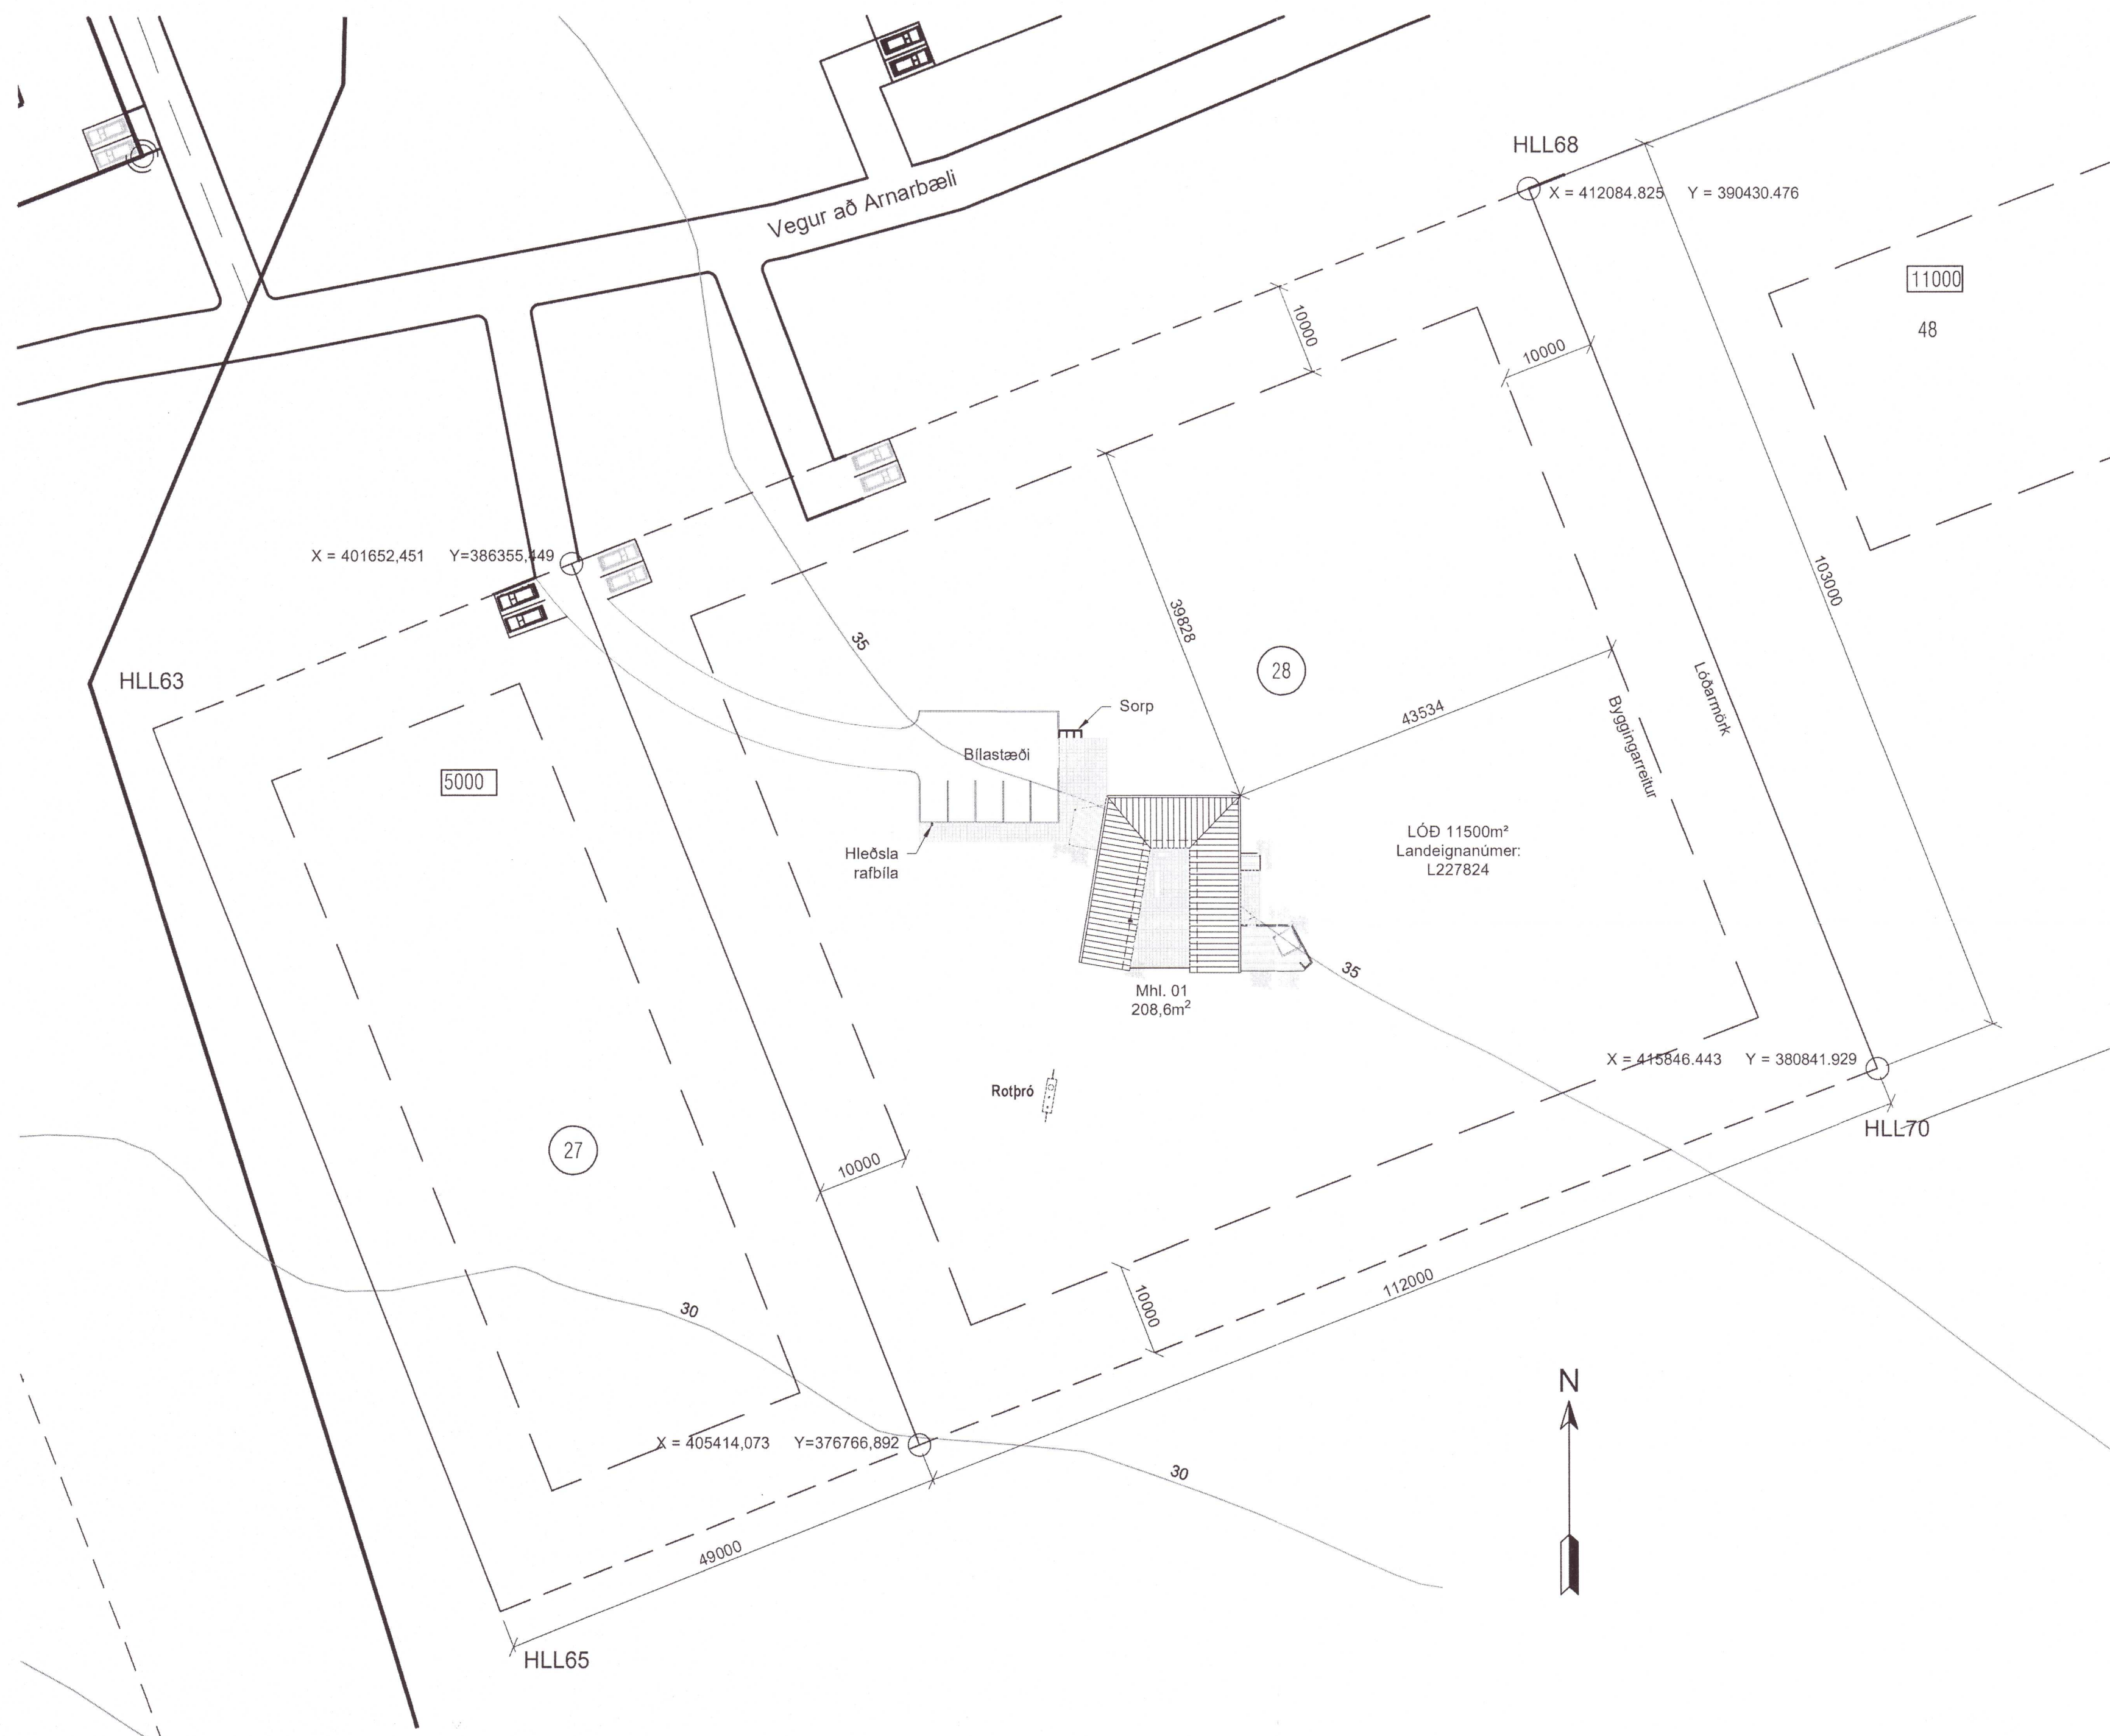 HLL68
X = 412084.825 Y = 390430.476
Vegur að Arnarbæli
11000
48
10000
10000
X = 401652,451 Y=386355,449
103000
39828
28
35
HLL63
Lóðarmörk
Sorp
43534
Byggingarreitur
Bílastæði
5000
LÓÐ 11500m²
Landeignanúmer:
L227824
Hleðsla
rafbíla
35
Mhl. 01
208,6m²
X = 415846.443 Y = 380841.929
Rotþró
HLL70
27
10000
10000
112000
30
N
X = 405414,073 Y=376766,892
30
49000
HLL65